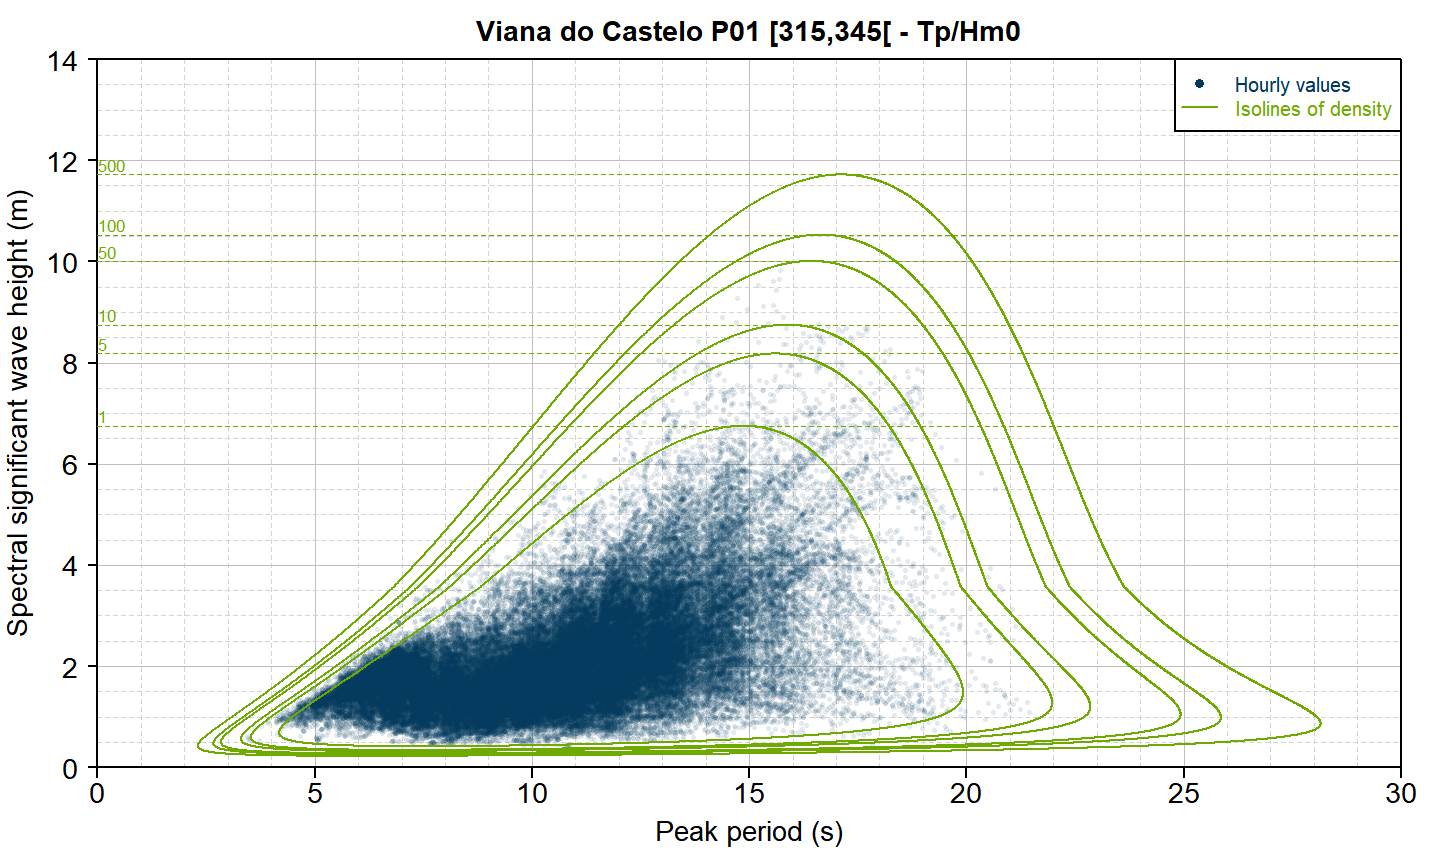 Viana do Castelo P01 [315,345[ - Tp/Hm0
Hourly values
Isolines of density
Spectral significant wave height (m)
14
12
10
8
6
4
2
0
500
100
50
10
5
1
0 5 10 15 20 25 30
Peak period (s)